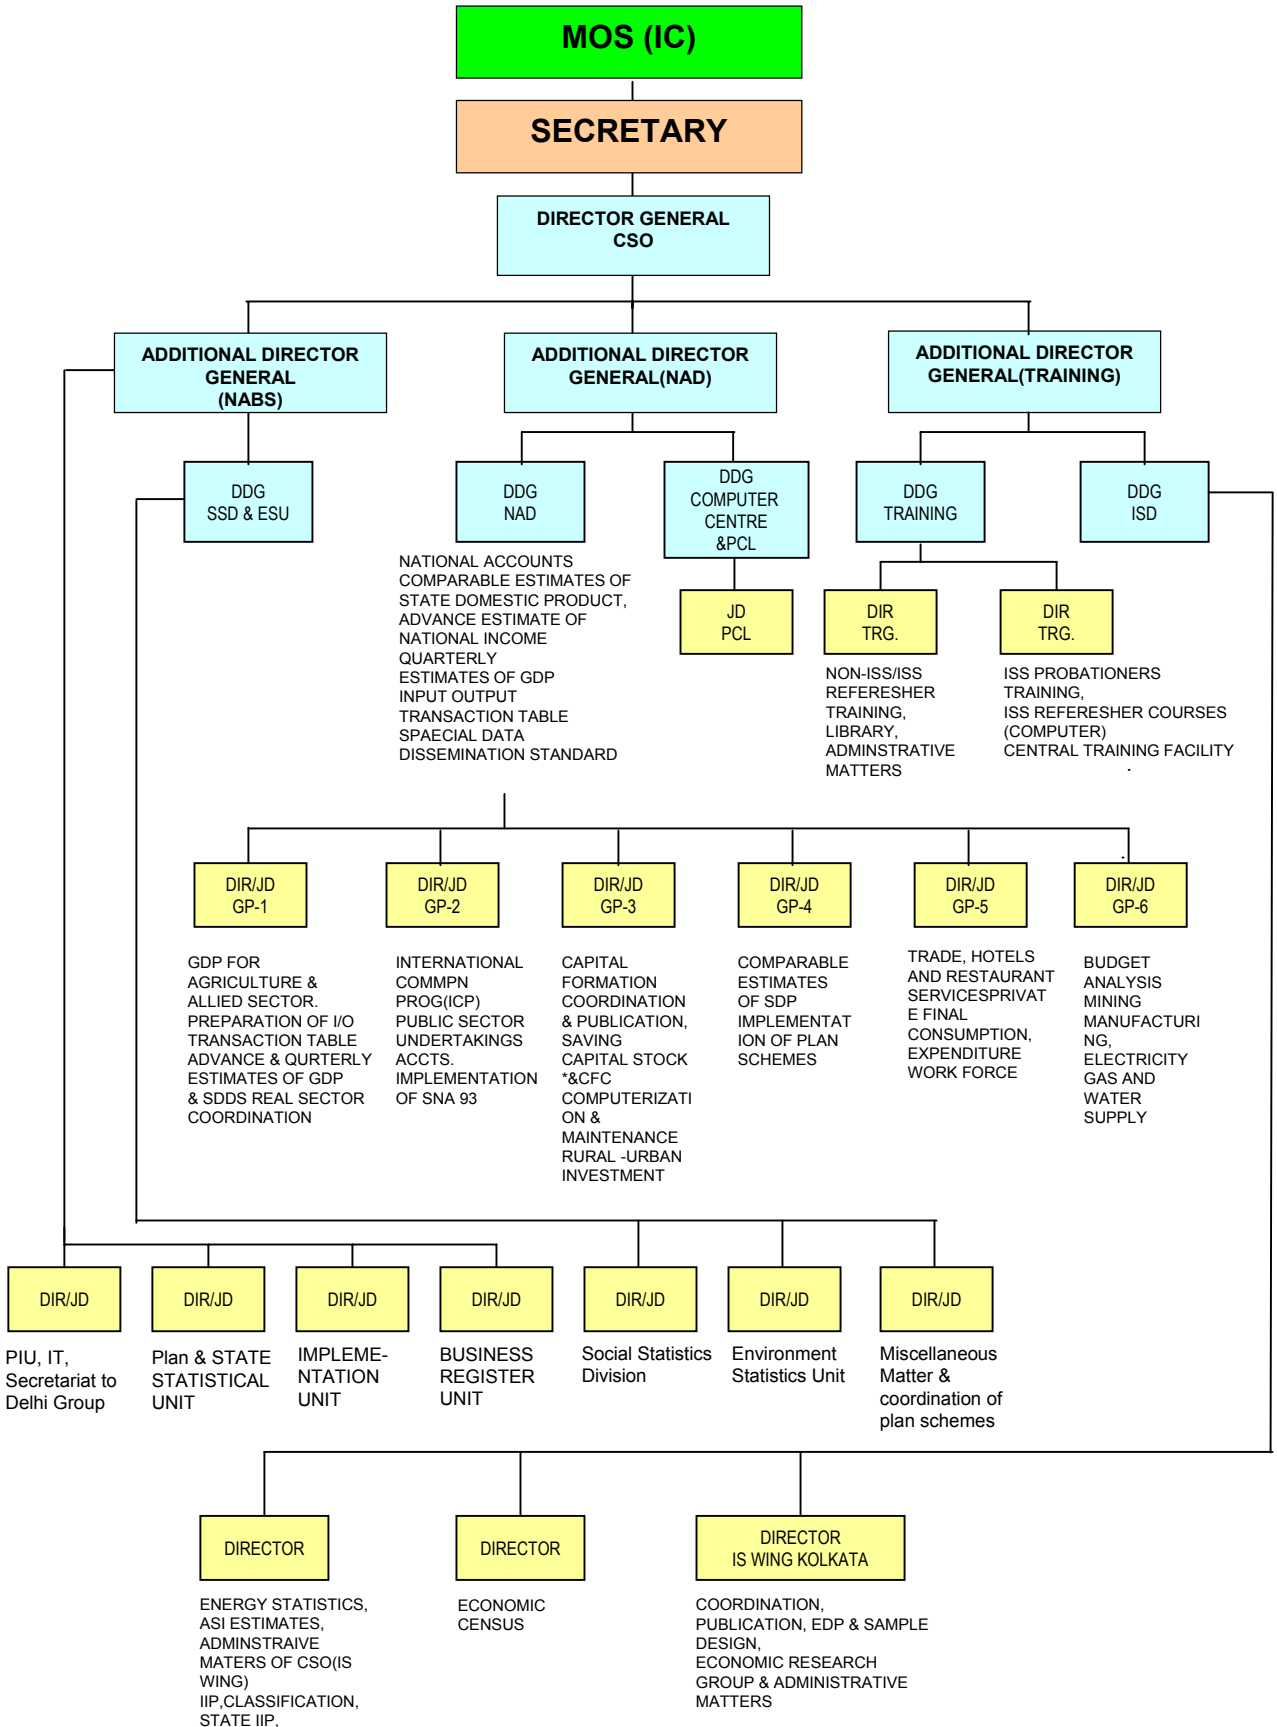 MOS (IC)
SECRETARY
DIRECTOR GENERAL
CSO
ADDITIONAL DIRECTOR
GENERAL
(NABS)
ADDITIONAL DIRECTOR
GENERAL(NAD)
ADDITIONAL DIRECTOR
GENERAL(TRAINING)
DDG
SSD & ESU
DDG
NAD
DDG
COMPUTER
CENTRE
&PCL
DDG
TRAINING
DDG
ISD
NATIONAL ACCOUNTS
COMPARABLE ESTIMATES OF
STATE DOMESTIC PRODUCT,
ADVANCE ESTIMATE OF
NATIONAL INCOME
QUARTERLY
ESTIMATES OF GDP
INPUT OUTPUT
TRANSACTION TABLE
SPAECIAL DATA
DISSEMINATION STANDARD
JD
PCL
DIR
TRG.
DIR
TRG.
NON-ISS/ISS
REFERESHER
TRAINING,
LIBRARY,
ADMINSTRATIVE
MATTERS
ISS PROBATIONERS
TRAINING,
ISS REFERESHER COURSES
(COMPUTER)
CENTRAL TRAINING FACILITY
.
.
DIR/JD
GP-1
DIR/JD
GP-2
DIR/JD
GP-3
DIR/JD
GP-4
DIR/JD
GP-5
DIR/JD
GP-6
GDP FOR
AGRICULTURE &
ALLIED SECTOR.
PREPARATION OF I/O
TRANSACTION TABLE
ADVANCE & QURTERLY
ESTIMATES OF GDP
& SDDS REAL SECTOR
COORDINATION
INTERNATIONAL
COMMPN
PROG(ICP)
PUBLIC SECTOR
UNDERTAKINGS
ACCTS.
IMPLEMENTATION
OF SNA 93
CAPITAL
FORMATION
COORDINATION
& PUBLICATION,
SAVING
CAPITAL STOCK
*&CFC
COMPUTERIZATI
ON &
MAINTENANCE
RURAL -URBAN
INVESTMENT
COMPARABLE
ESTIMATES
OF SDP
IMPLEMENTAT
ION OF PLAN
SCHEMES
TRADE, HOTELS
AND RESTAURANT
SERVICESPRIVAT
E FINAL
CONSUMPTION,
EXPENDITURE
WORK FORCE
BUDGET
ANALYSIS
MINING
MANUFACTURI
NG,
ELECTRICITY
GAS AND
WATER
SUPPLY
DIR/JD
DIR/JD
DIR/JD
DIR/JD
DIR/JD
DIR/JD
DIR/JD
PIU, IT,
Secretariat to
Delhi Group
Plan & STATE
STATISTICAL
UNIT
IMPLEME-
NTATION
UNIT
BUSINESS
REGISTER
UNIT
Social Statistics
Division
Environment
Statistics Unit
Miscellaneous
Matter &
coordination of
plan schemes
DIRECTOR
DIRECTOR
DIRECTOR
IS WING KOLKATA
ENERGY STATISTICS,
ASI ESTIMATES,
ADMINSTRAIVE
MATERS OF CSO(IS
WING)
IIP,CLASSIFICATION,
STATE IIP,
ECONOMIC
CENSUS
COORDINATION,
PUBLICATION, EDP & SAMPLE
DESIGN,
ECONOMIC RESEARCH
GROUP & ADMINISTRATIVE
MATTERS